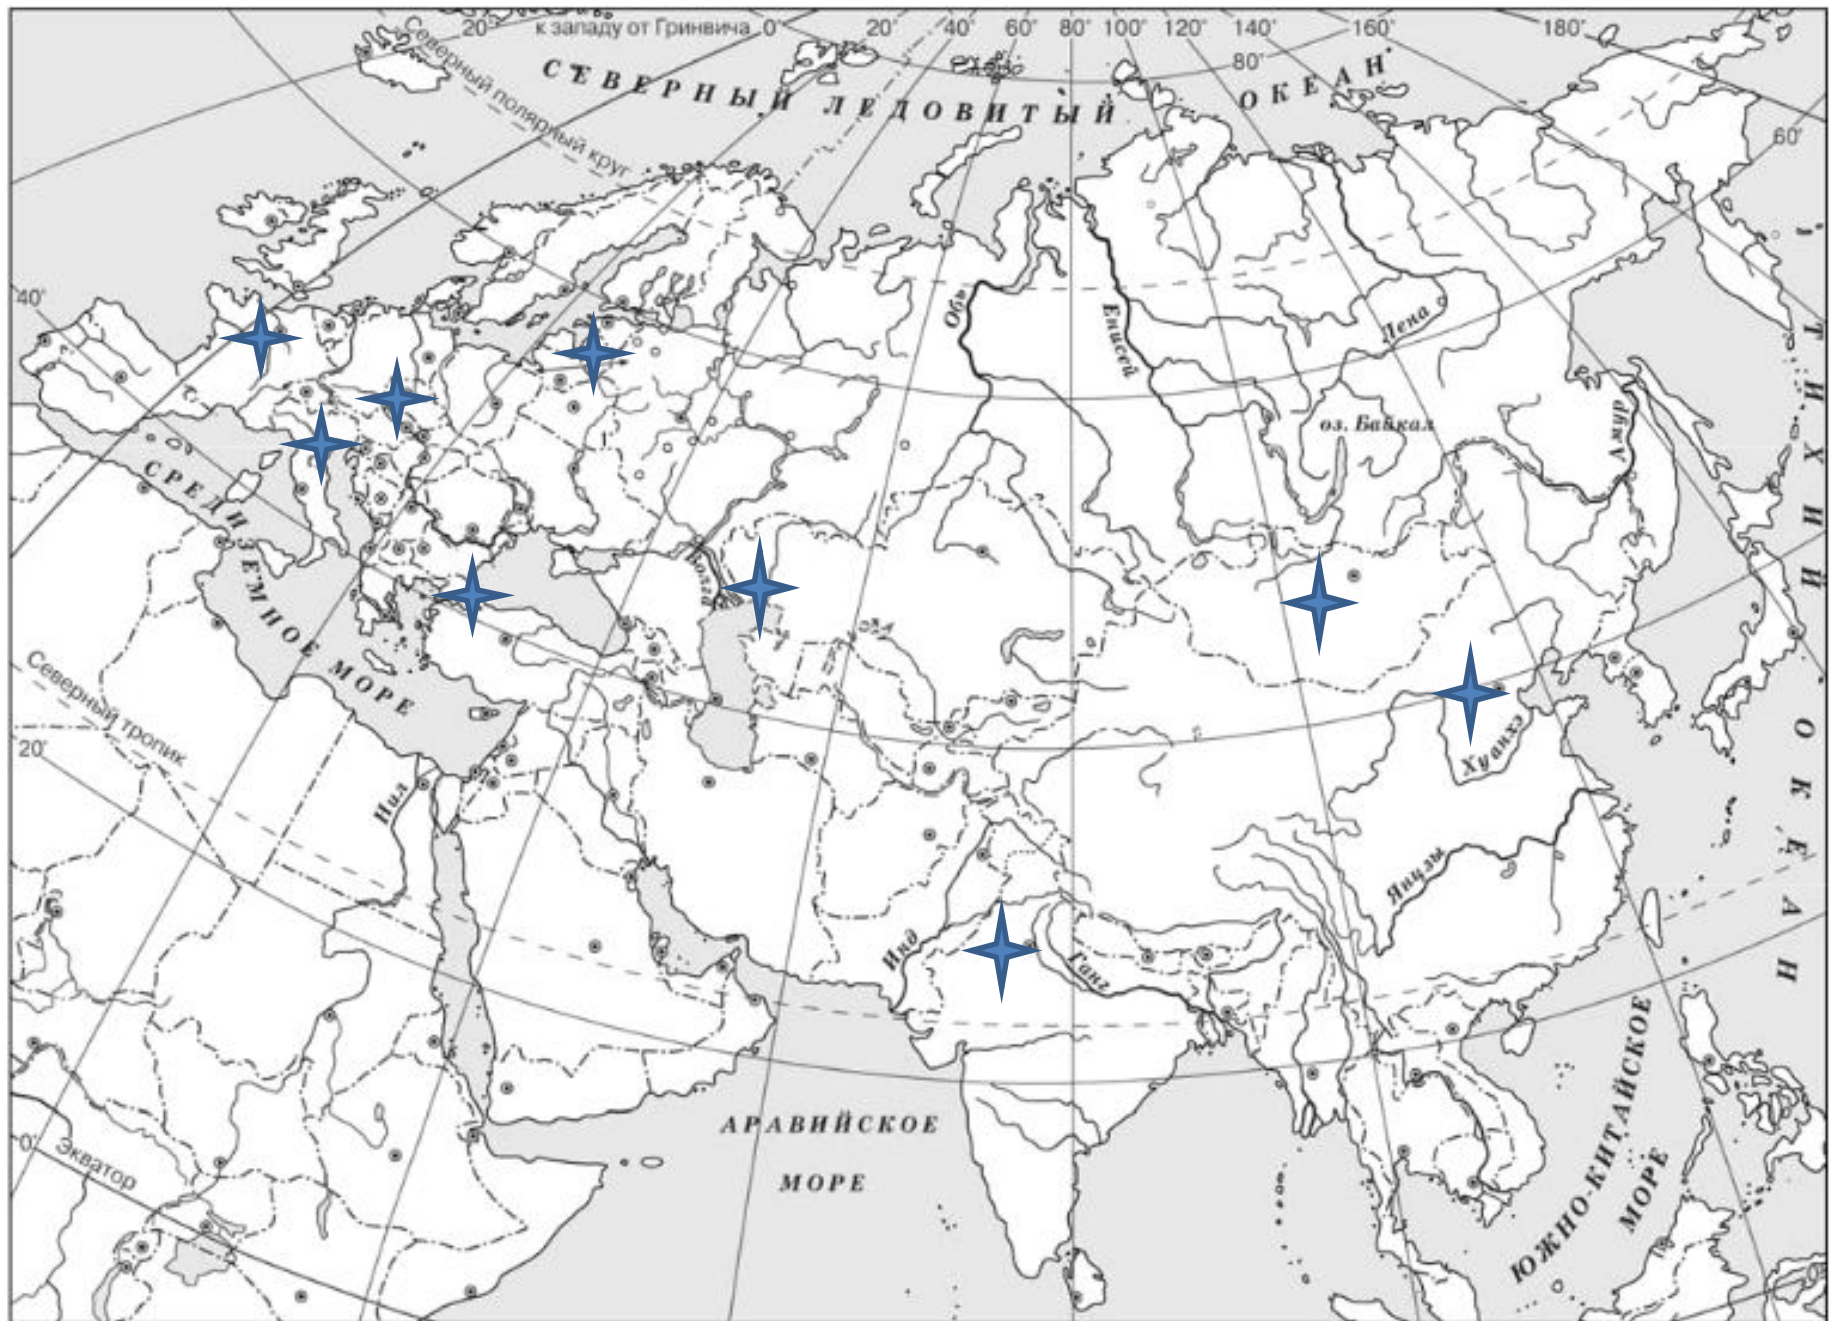 20° к западу от Гринвича 0° 20° 40° 60° 80° 100° 120° 140° 160° 180°
Северный полярный круг
СЕВЕРНЫЙ ЛЕДОВИТЫЙ ОКЕАН
80°
60°
40°
Обь
Енисей
Лена
оз. Байкал
Амур
ТИХИЙ ОКЕАН
СРЕДИЗЕМНОЕ МОРЕ
Волга
Северный тропик
20°
Нил
Хуанхэ
Янцзы
Инд
Ганг
АРАВИЙСКОЕ
МОРЕ
0°
Экватор
ЮЖНО-КИТАЙСКОЕ
МОРЕ